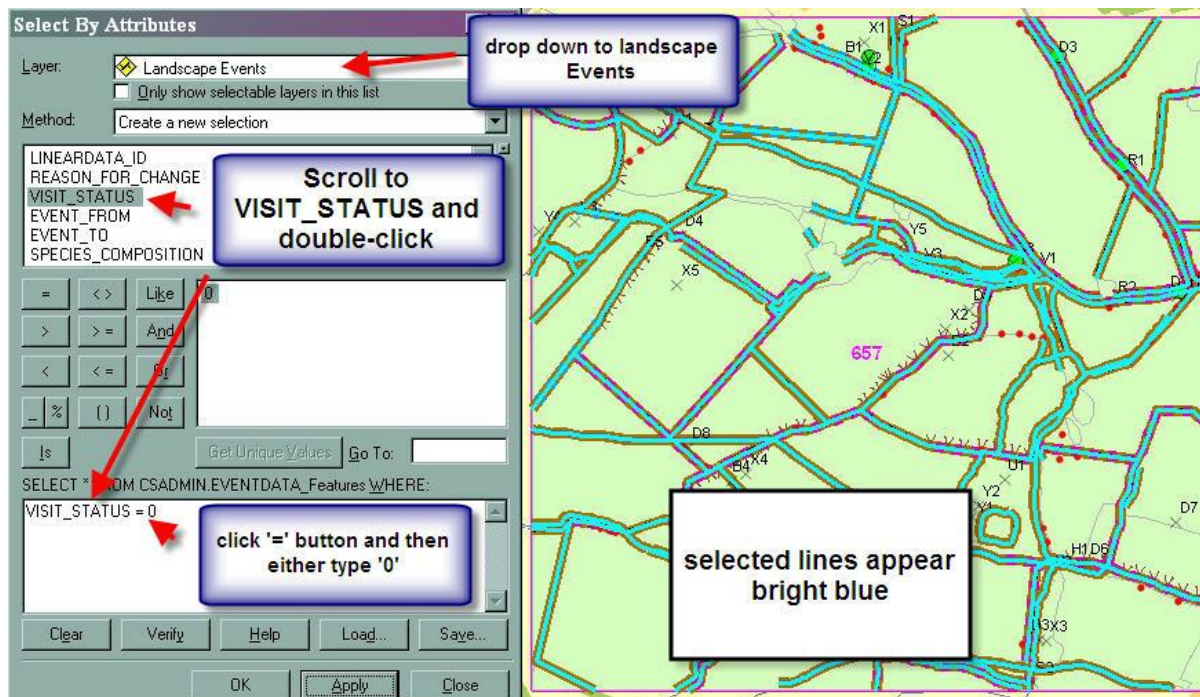 Select By Attributes
drop down to landscape
Events
Layer:
Landscape Events
Only show selectable layers in this list
Method:
Create a new selection
LINEARDATA_ID
REASON_FOR_CHANGE
VISIT_STATUS
EVENT_FROM
EVENT_TO
SPECIES_COMPOSITION
Scroll to
VISIT_STATUS and
double-click
= <> Like
0
> >= And
< <= Or
_ % () Not
Is
Get Unique Values
Go To:
SELECT * FROM CSADMIN.EVENTDATA_Features WHERE:
VISIT_STATUS = 0
click '=' button and then
either type '0'
Clear Verify Help Load... Save...
OK Apply Close
X1
S1
B1
V2
D3
R1
D4
Y5
V3
V1
X5
R2
X2
657
D8
X4
B4
U1
Y2
Y1
D7
H1
D6
X3
selected lines appear
bright blue